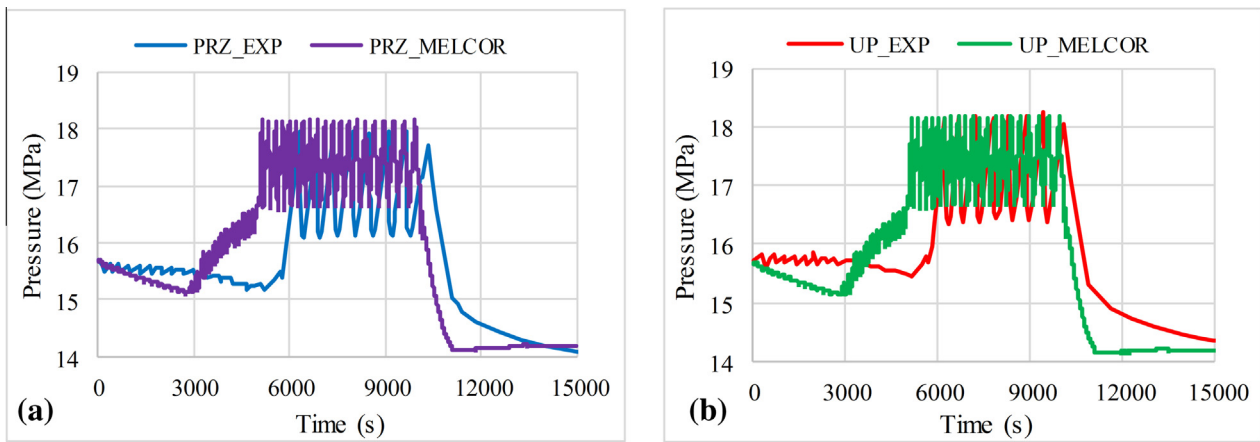 PRZ_EXP PRZ_MELCOR
19
18
17
16
15
14
Pressure (MPa)
0 3000 6000 9000 12000 15000
Time (s)
(a)
UP_EXP UP_MELCOR
19
18
17
16
15
14
Pressure (MPa)
0 3000 6000 9000 12000 15000
Time (s)
(b)